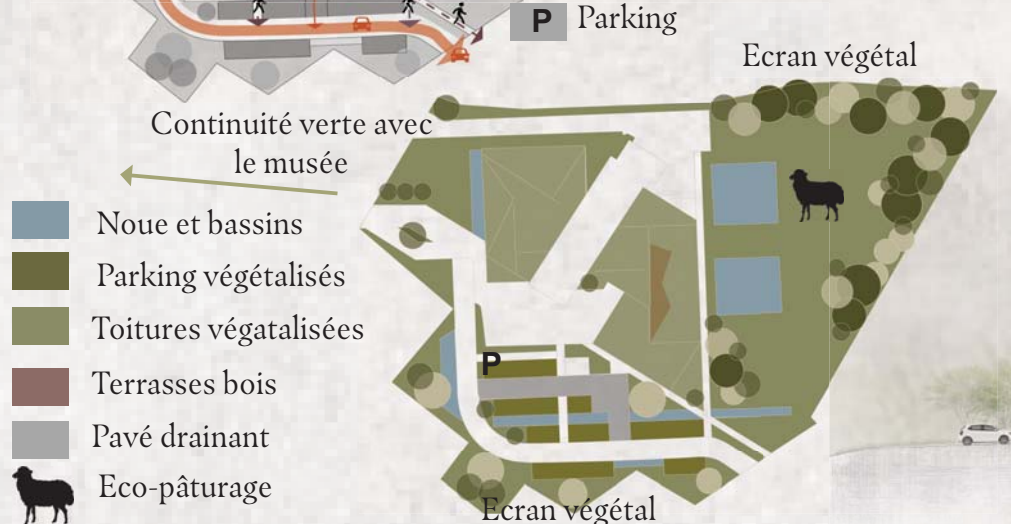 P Parking
Ecran végétal
Continuité verte avec
le musée
Noue et bassins
Parking végétalisés
Toitures végatalisées
Terrasses bois
Pavé drainant
Eco-pâturage
P
Ecran végétal